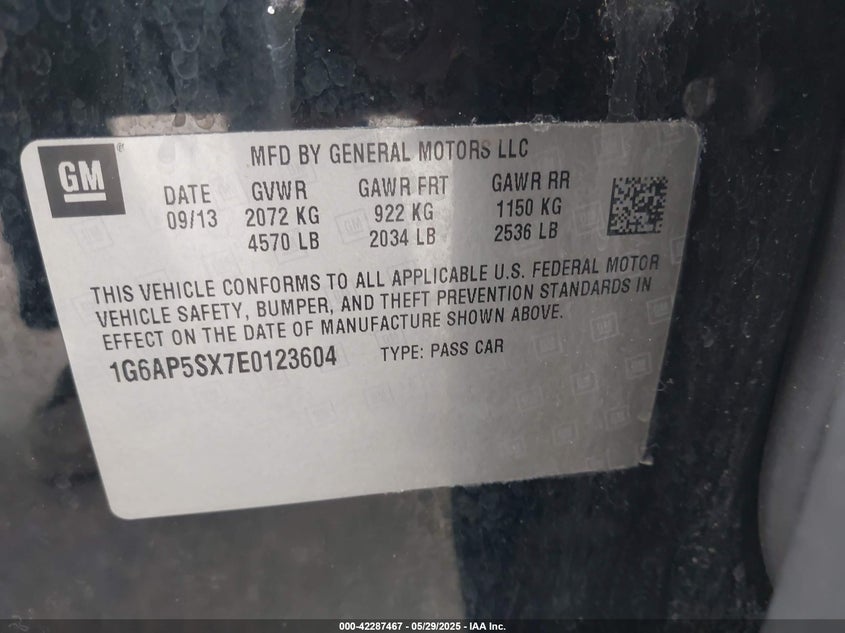 GM
®
MFD BY GENERAL MOTORS LLC
DATE GVWR GAWR FRT GAWR RR
09/13 2072 KG 922 KG 1150 KG
4570 LB 2034 LB 2536 LB
THIS VEHICLE CONFORMS TO ALL APPLICABLE U.S. FEDERAL MOTOR
VEHICLE SAFETY, BUMPER, AND THEFT PREVENTION STANDARDS IN
EFFECT ON THE DATE OF MANUFACTURE SHOWN ABOVE.
1G6AP5SX7E0123604 TYPE: PASS CAR
000-42287467 - 05/29/2025 - IAA Inc.